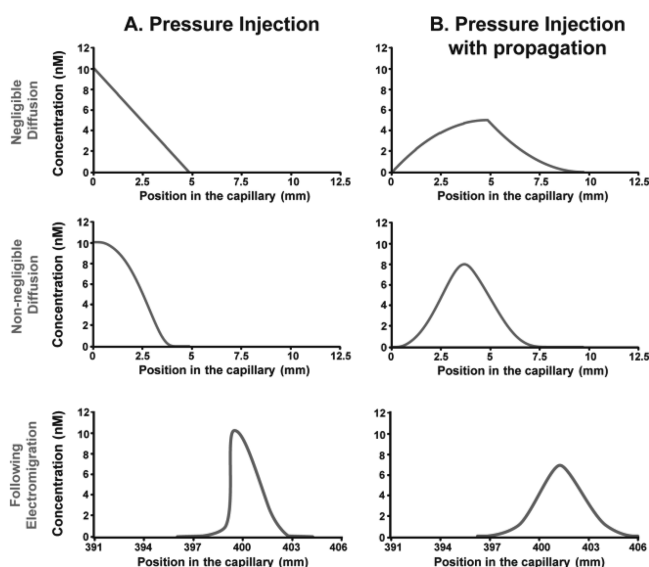 A. Pressure Injection
B. Pressure Injection
with propagation
Negligible
Diffusion
Concentration (nM)
12
10
8
6
4
2
0
0 2.5 5 7.5 10 12.5
Position in the capillary (mm)
Concentration (nM)
12
10
8
6
4
2
0
0 2.5 5 7.5 10 12.5
Position in the capillary (mm)
Non-negligible
Diffusion
Concentration (nM)
12
10
8
6
4
2
0
0 2.5 5 7.5 10 12.5
Position in the capillary (mm)
Concentration (nM)
12
10
8
6
4
2
0
0 2.5 5 7.5 10 12.5
Position in the capillary (mm)
Following
Electromigration
Concentration (nM)
12
10
8
6
4
2
0
391 394 397 400 403 406
Position in the capillary (mm)
Concentration (nM)
12
10
8
6
4
2
0
391 394 397 400 403 406
Position in the capillary (mm)